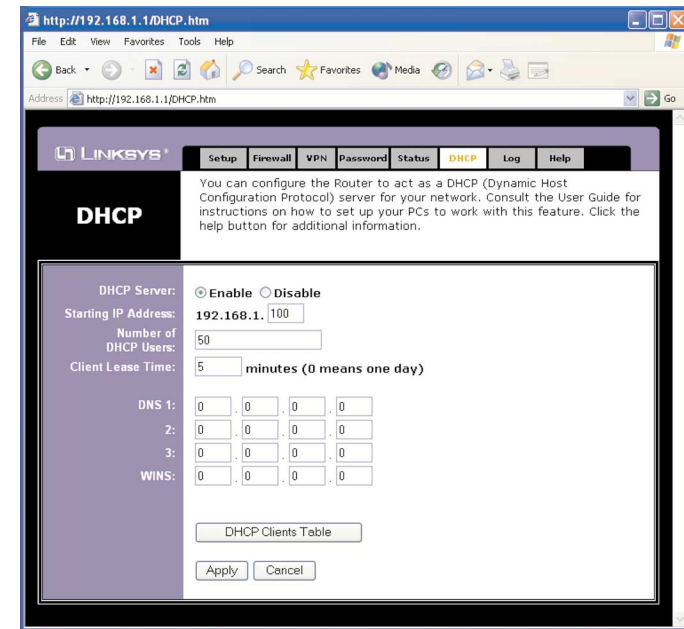 http://192.168.1.1/DHCP.htm
File Edit View Favorites Tools Help
Back Search Favorites Media
Address http://192.168.1.1/DHCP.htm Go
LINKSYS®
Setup Firewall VPN Password Status DHCP Log Help
DHCP
You can configure the Router to act as a DHCP (Dynamic Host
Configuration Protocol) server for your network. Consult the User Guide for
instructions on how to set up your PCs to work with this feature. Click the
help button for additional information.
DHCP Server: Enable Disable
Starting IP Address: 192.168.1. 100
Number of
DHCP Users: 50
Client Lease Time: 5 minutes (0 means one day)
DNS 1: 0 . 0 . 0 . 0
2: 0 . 0 . 0 . 0
3: 0 . 0 . 0 . 0
WINS: 0 . 0 . 0 . 0
DHCP Clients Table
Apply Cancel